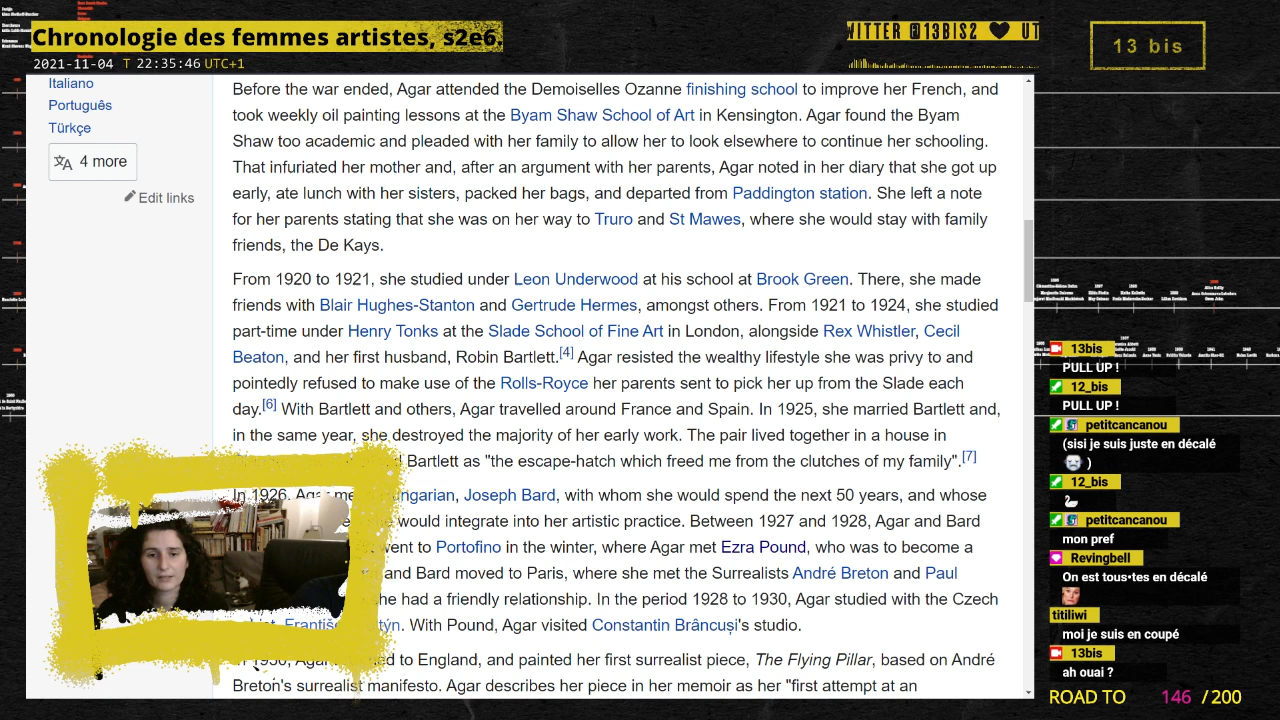 Chronologie des femmes artistes, s2e6.
2021-11-04 T 22:35:46 UTC+1
WITTER @13BIS2 ♥ UT
13 bis
Italiano
Português
Türkçe
4 more
Edit links
Before the war ended, Agar attended the Demoiselles Ozanne finishing school to improve her French, and
took weekly oil painting lessons at the Byam Shaw School of Art in Kensington. Agar found the Byam
Shaw too academic and pleaded with her family to allow her to look elsewhere to continue her schooling.
That infuriated her mother and, after an argument with her parents, Agar noted in her diary that she got up
early, ate lunch with her sisters, packed her bags, and departed from Paddington station. She left a note
for her parents stating that she was on her way to Truro and St Mawes, where she would stay with family
friends, the De Kays.
From 1920 to 1921, she studied under Leon Underwood at his school at Brook Green. There, she made
friends with Blair Hughes-Stanton and Gertrude Hermes, amongst others. From 1921 to 1924, she studied
part-time under Henry Tonks at the Slade School of Fine Art in London, alongside Rex Whistler, Cecil
Beaton, and her first husband, Robin Bartlett.[4] Agar resisted the wealthy lifestyle she was privy to and
pointedly refused to make use of the Rolls-Royce her parents sent to pick her up from the Slade each
day.[6] With Bartlett and others, Agar travelled around France and Spain. In 1925, she married Bartlett and,
in the same year, she destroyed the majority of her early work. The pair lived together in a house in
Bartlett as "the escape-hatch which freed me from the clutches of my family".[7]
In 1926, Agar me ngarian, Joseph Bard, with whom she would spend the next 50 years, and whose
would integrate into her artistic practice. Between 1927 and 1928, Agar and Bard
went to Portofino in the winter, where Agar met Ezra Pound, who was to become a
and Bard moved to Paris, where she met the Surrealists André Breton and Paul
he had a friendly relationship. In the period 1928 to 1930, Agar studied with the Czech
Františ týn. With Pound, Agar visited Constantin Brâncuși's studio.
1930, Agar ed to England, and painted her first surrealist piece, The Flying Pillar, based on André
Breton's surrealist manifesto. Agar describes her piece in her memoir as her "first attempt at an
13bis
PULL UP !
12_bis
PULL UP !
petitcancanou
(sisi je suis juste en décalé
)
12_bis
petitcancanou
mon pref
Revingbell
On est tous•tes en décalé
titiliwi
moi je suis en coupé
13bis
ah ouai ?
ROAD TO 146 / 200